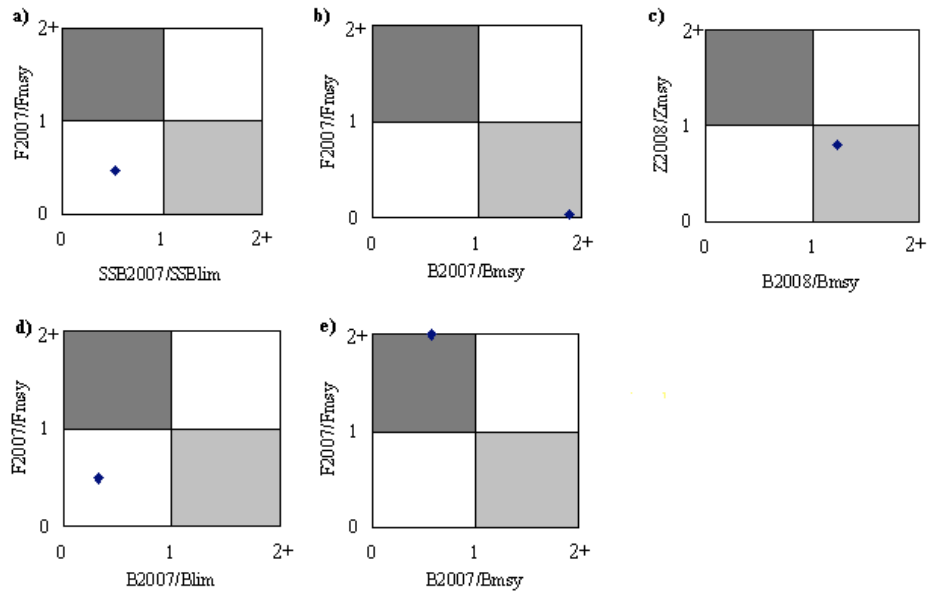 a)
2+
F2007/Fmsy
1
0
0 1 2+
SSB2007/SSBlim
b)
2+
F2007/Fmsy
1
0
0 1 2+
B2007/Bmsy
c)
2+
Z2008/Zmsy
1
0
0 1 2+
B2008/Bmsy
d)
2+
F2007/Fmsy
1
0
0 1 2+
B2007/Blim
e)
2+
F2007/Fmsy
1
0
0 1 2+
B2007/Bmsy